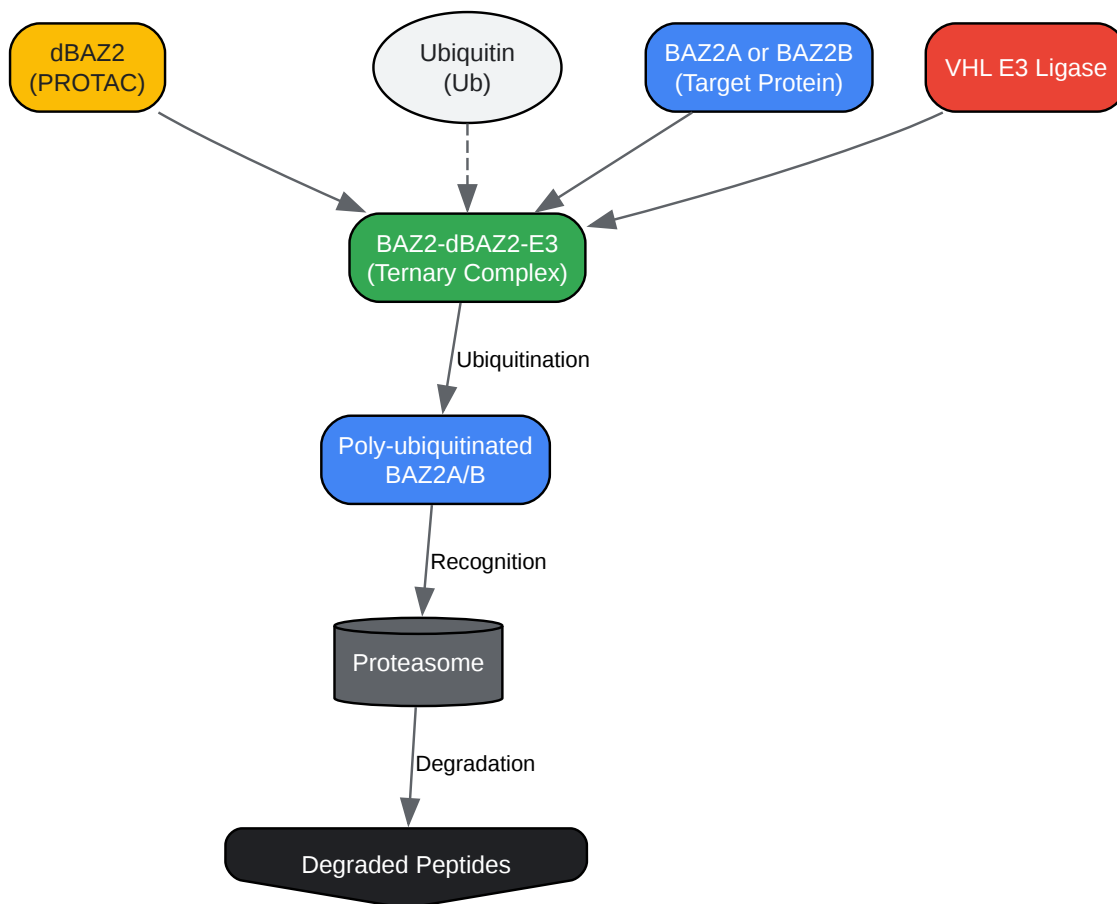 dBAZ2
(PROTAC)
Ubiquitin
(Ub)
BAZ2A or BAZ2B
(Target Protein)
VHL E3 Ligase
BAZ2-dBAZ2-E3
(Ternary Complex)
Ubiquitination
Poly-ubiquitinated
BAZ2A/B
Recognition
Proteasome
Degradation
Degraded Peptides